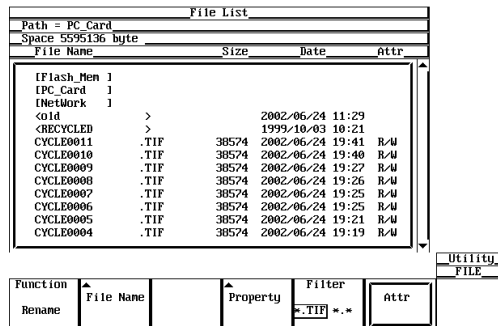 File List
Path = PC_Card
Space 5595136 byte
File Name Size Date Attr
[Flash_Mem ]
[PC_Card ]
[NetWork ]
<old > 2002/06/24 11:29
<RECYCLED > 1999/10/03 10:21
CYCLE0011 .TIF 38574 2002/06/24 19:41 R/W
CYCLE0010 .TIF 38574 2002/06/24 19:40 R/W
CYCLE0009 .TIF 38574 2002/06/24 19:27 R/W
CYCLE0008 .TIF 38574 2002/06/24 19:26 R/W
CYCLE0007 .TIF 38574 2002/06/24 19:25 R/W
CYCLE0006 .TIF 38574 2002/06/24 19:25 R/W
CYCLE0005 .TIF 38574 2002/06/24 19:21 R/W
CYCLE0004 .TIF 38574 2002/06/24 19:19 R/W
Utility
FILE
Function Filter
File Name Property Attr
Rename *.TIF *.*